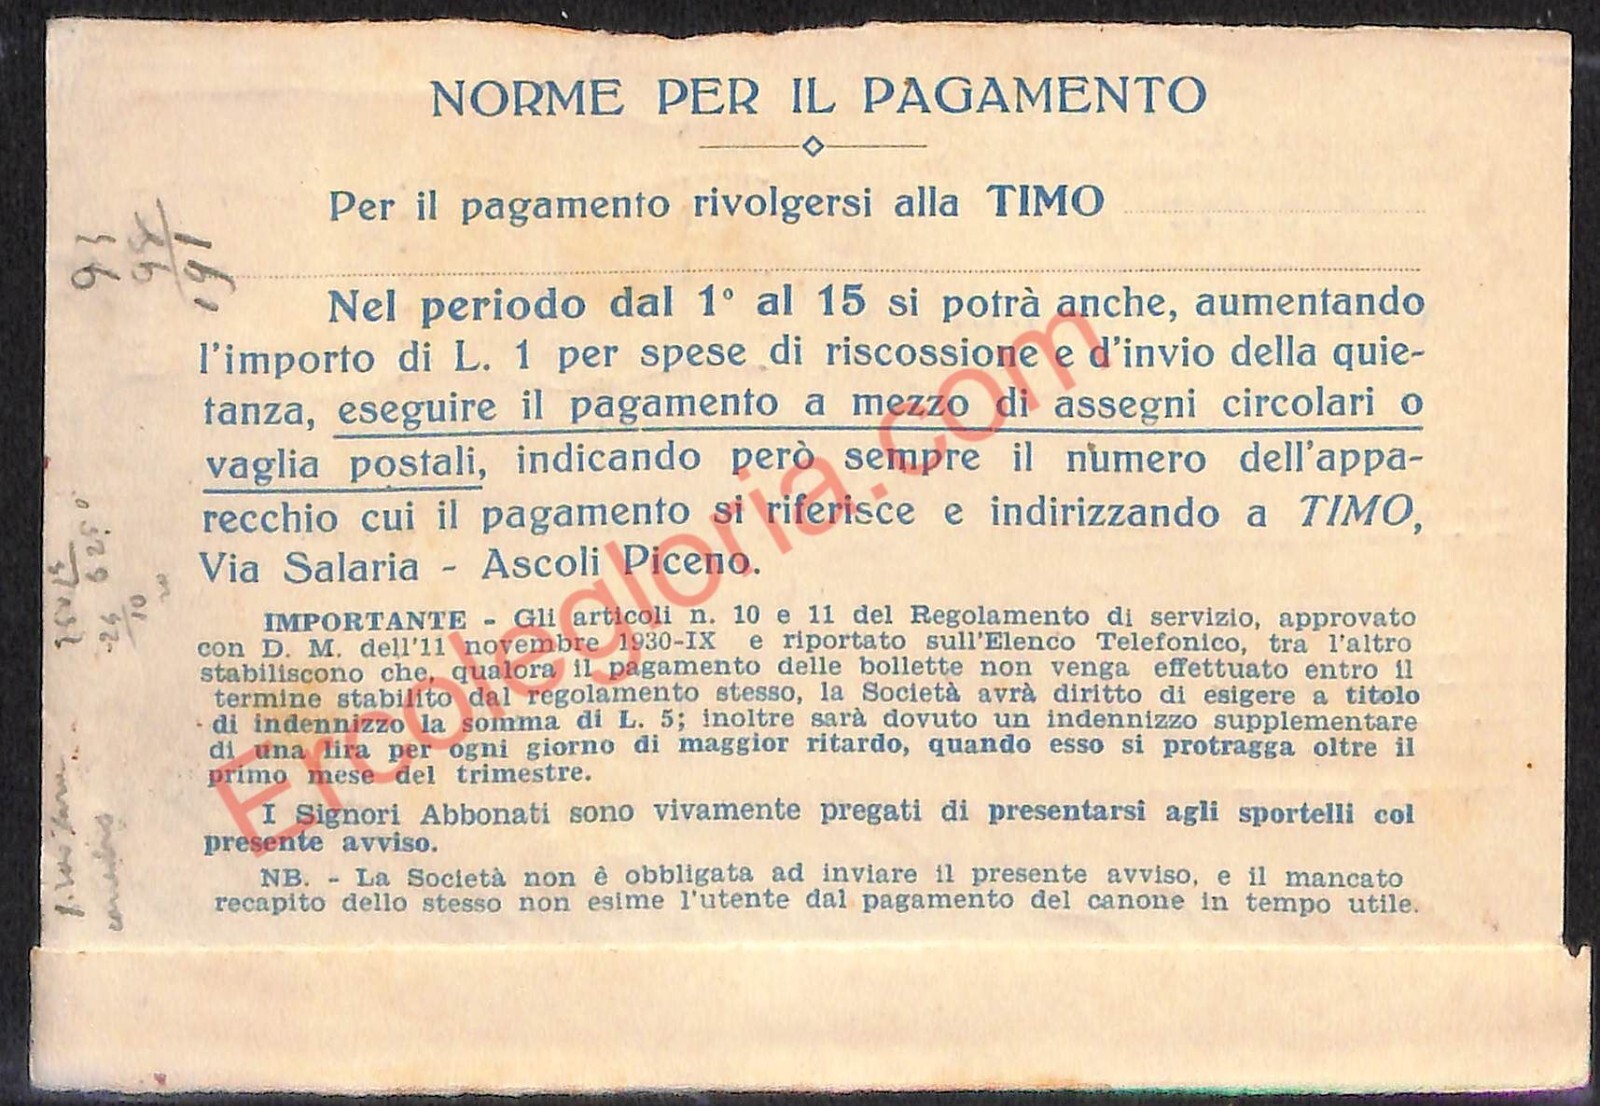 NORME PER IL PAGAMENTO
Per il pagamento rivolgersi alla TIMO
Nel periodo dal 1° al 15 si potrà anche, aumentando
l'importo di L. 1 per spese di riscossione e d'invio della quie-
tanza, eseguire il pagamento a mezzo di assegni circolari o
vaglia postali, indicando però sempre il numero dell'appa-
recchio cui il pagamento si riferisce e indirizzando a TIMO,
Via Salaria - Ascoli Piceno.
IMPORTANTE - Gli articoli n. 10 e 11 del Regolamento di servizio, approvato
con D. M. dell'11 novembre 1930-IX e riportato sull'Elenco Telefonico, tra l'altro
stabiliscono che, qualora il pagamento delle bollette non venga effettuato entro il
termine stabilito dal regolamento stesso, la Società avrà diritto di esigere a titolo
di indennizzo la somma di L. 5; inoltre sarà dovuto un indennizzo supplementare
di una lira per ogni giorno di maggior ritardo, quando esso si protragga oltre il
primo mese del trimestre.
I Signori Abbonati sono vivamente pregati di presentarsi agli sportelli col
presente avviso.
NB. - La Società non è obbligata ad inviare il presente avviso, e il mancato
recapito dello stesso non esime l'utente dal pagamento del canone in tempo utile.
93
98
191
Ercolegloria.com